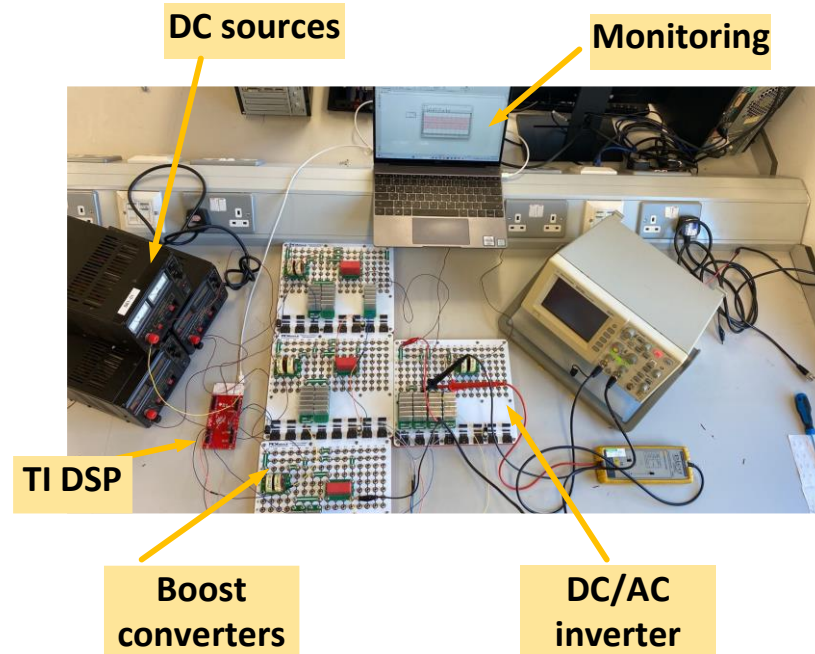 DC sources
Monitoring
TI DSP
Boost
converters
DC/AC
inverter